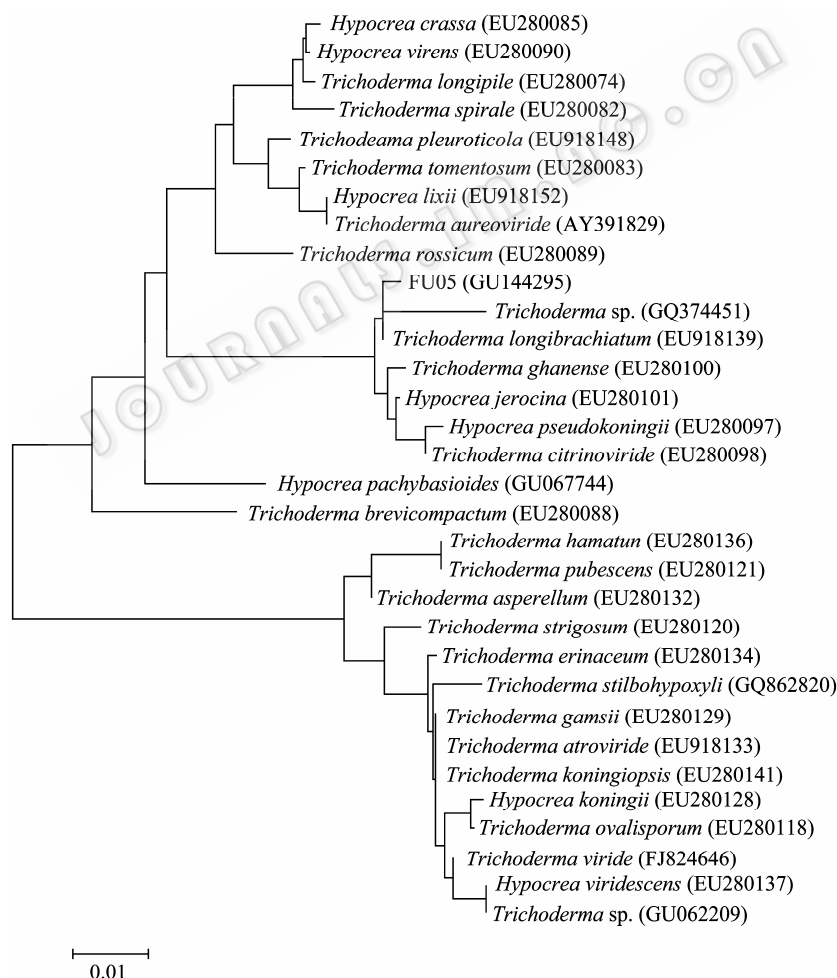 Hypocrea crassa (EU280085)
Hypocrea virens (EU280090)
Trichoderma longipile (EU280074)
Trichoderma spirale (EU280082)
Trichodeama pleuroticola (EU918148)
Trichoderma tomentosum (EU280083)
Hypocrea lixii (EU918152)
Trichoderma aureoviride (AY391829)
Trichoderma rossicum (EU280089)
FU05 (GU144295)
Trichoderma sp. (GQ374451)
Trichoderma longibrachiatum (EU918139)
Trichoderma ghanense (EU280100)
Hypocrea jerocina (EU280101)
Hypocrea pseudokoningii (EU280097)
Trichoderma citrinoviride (EU280098)
Hypocrea pachybasioides (GU067744)
Trichoderma brevicompactum (EU280088)
Trichoderma hamatun (EU280136)
Trichoderma pubescens (EU280121)
Trichoderma asperellum (EU280132)
Trichoderma strigosum (EU280120)
Trichoderma erinaceum (EU280134)
Trichoderma stilbohypoxyli (GQ862820)
Trichoderma gamsii (EU280129)
Trichoderma atroviride (EU918133)
Trichoderma koningiopsis (EU280141)
Hypocrea koningii (EU280128)
Trichoderma ovalisporum (EU280118)
Trichoderma viride (FJ824646)
Hypocrea viridescens (EU280137)
Trichoderma sp. (GU062209)
0.01
JOURNALS.IM.AC.CN